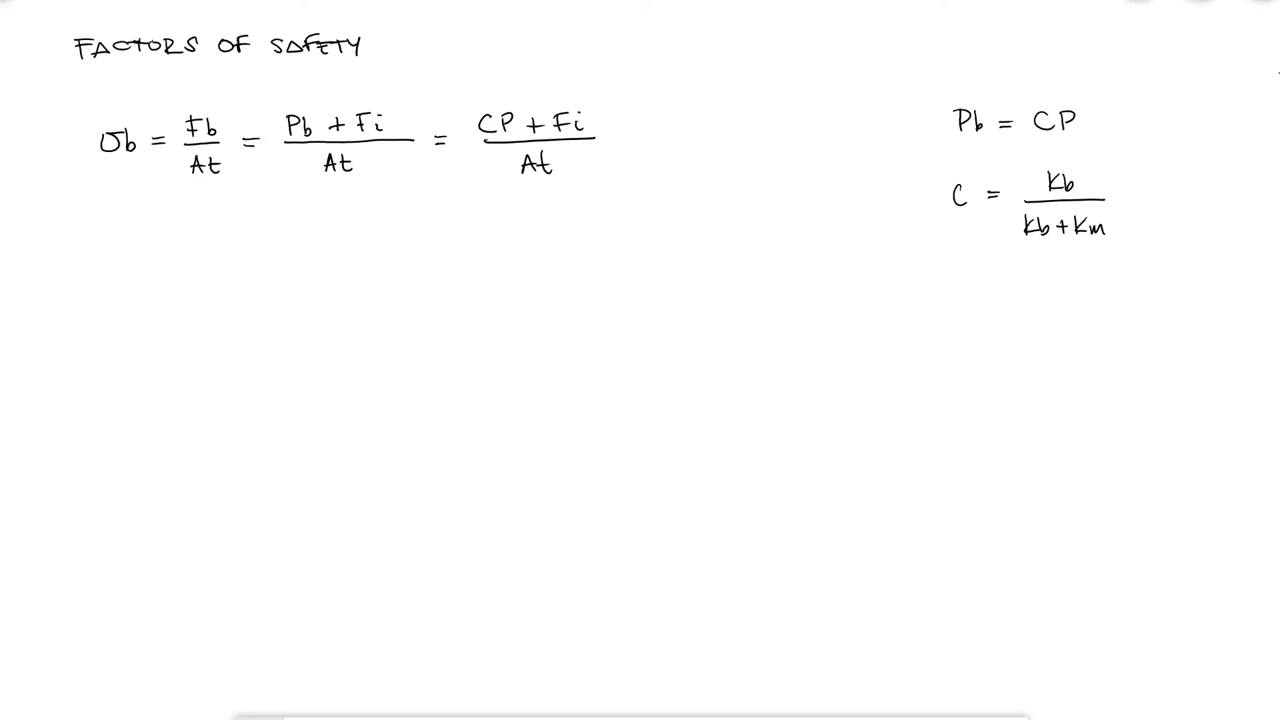 FACTORS OF SAFETY
σb = Fb/At = Pb + Fi/At = CP + Fi/At
Pb = CP
C = Kb/Kb+Km